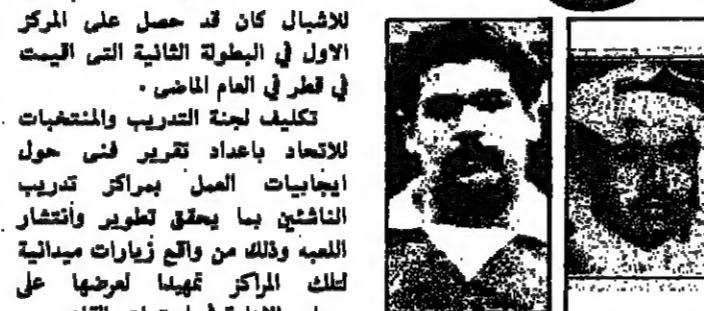 للاشبال كان قد حصل على المركز
الاول في البطولة الثانية التى اقيمت
في قطر في العام الماضى .
تكليف لجنة التدريب والمنتخبات
للاتحاد باعداد تقرير فنى حول
ايجابيات العمل بمراكز تدريب
الناشئين بما يحقق تطوير وأنتشار
اللعبه وذلك من واقع زيارات ميدانية
لتلك المراكز تمهيدا لعرضها على